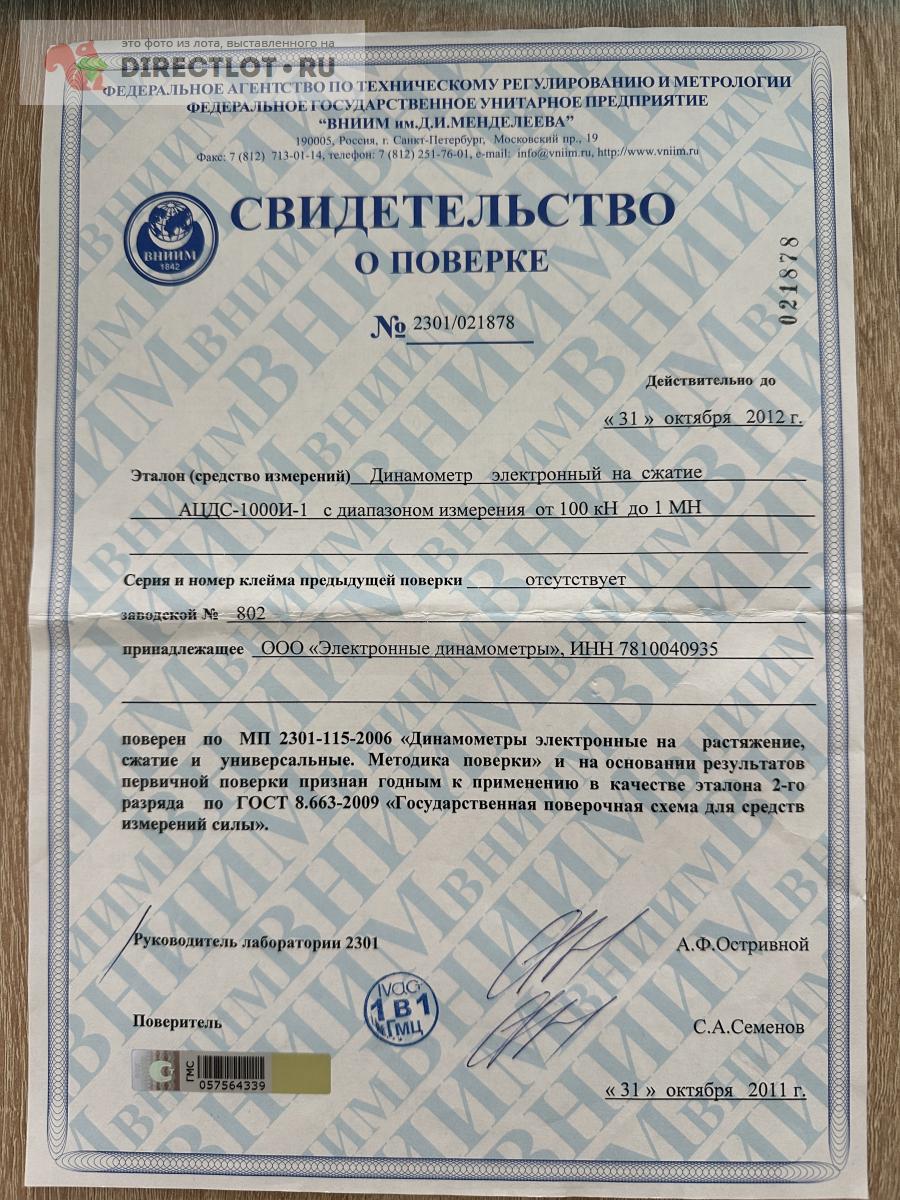 это фото из лота, выставленного на
DIRECTLOT.RU
ФЕДЕРАЛЬНОЕ АГЕНТСТВО ПО ТЕХНИЧЕСКОМУ РЕГУЛИРОВАНИЮ И МЕТРОЛОГИИ
ФЕДЕРАЛЬНОЕ ГОСУДАРСТВЕННОЕ УНИТАРНОЕ ПРЕДПРИЯТИЕ
“ВНИИМ им.Д.И.МЕНДЕЛЕЕВА”
190005, Россия, г. Санкт-Петербург, Московский пр., 19
Факс: 7 (812) 713-01-14, телефон: 7 (812) 251-76-01, e-mail: info@vniim.ru, http://www.vniim.ru
ВНИИМ
1842
СВИДЕТЕЛЬСТВО
О ПОВЕРКЕ
021878
№ 2301/021878
Действительно до
« 31 » октября 2012 г.
Эталон (средство измерений) Динамометр электронный на сжатие
АЦДС-1000И-1 с диапазоном измерения от 100 кН до 1 МН
Серия и номер клейма предыдущей поверки отсутствует
заводской № 802
принадлежащее ООО «Электронные динамометры», ИНН 7810040935
поверен по МП 2301-115-2006 «Динамометры электронные на растяжение,
сжатие и универсальные. Методика поверки» и на основании результатов
первичной поверки признан годным к применению в качестве эталона 2-го
разряда по ГОСТ 8.663-2009 «Государственная поверочная схема для средств
измерений силы».
Руководитель лаборатории 2301
А.Ф.Остривной
1В1
ГМЦ
Поверитель
С.А.Семенов
ГМС
057564339
« 31 » октября 2011 г.